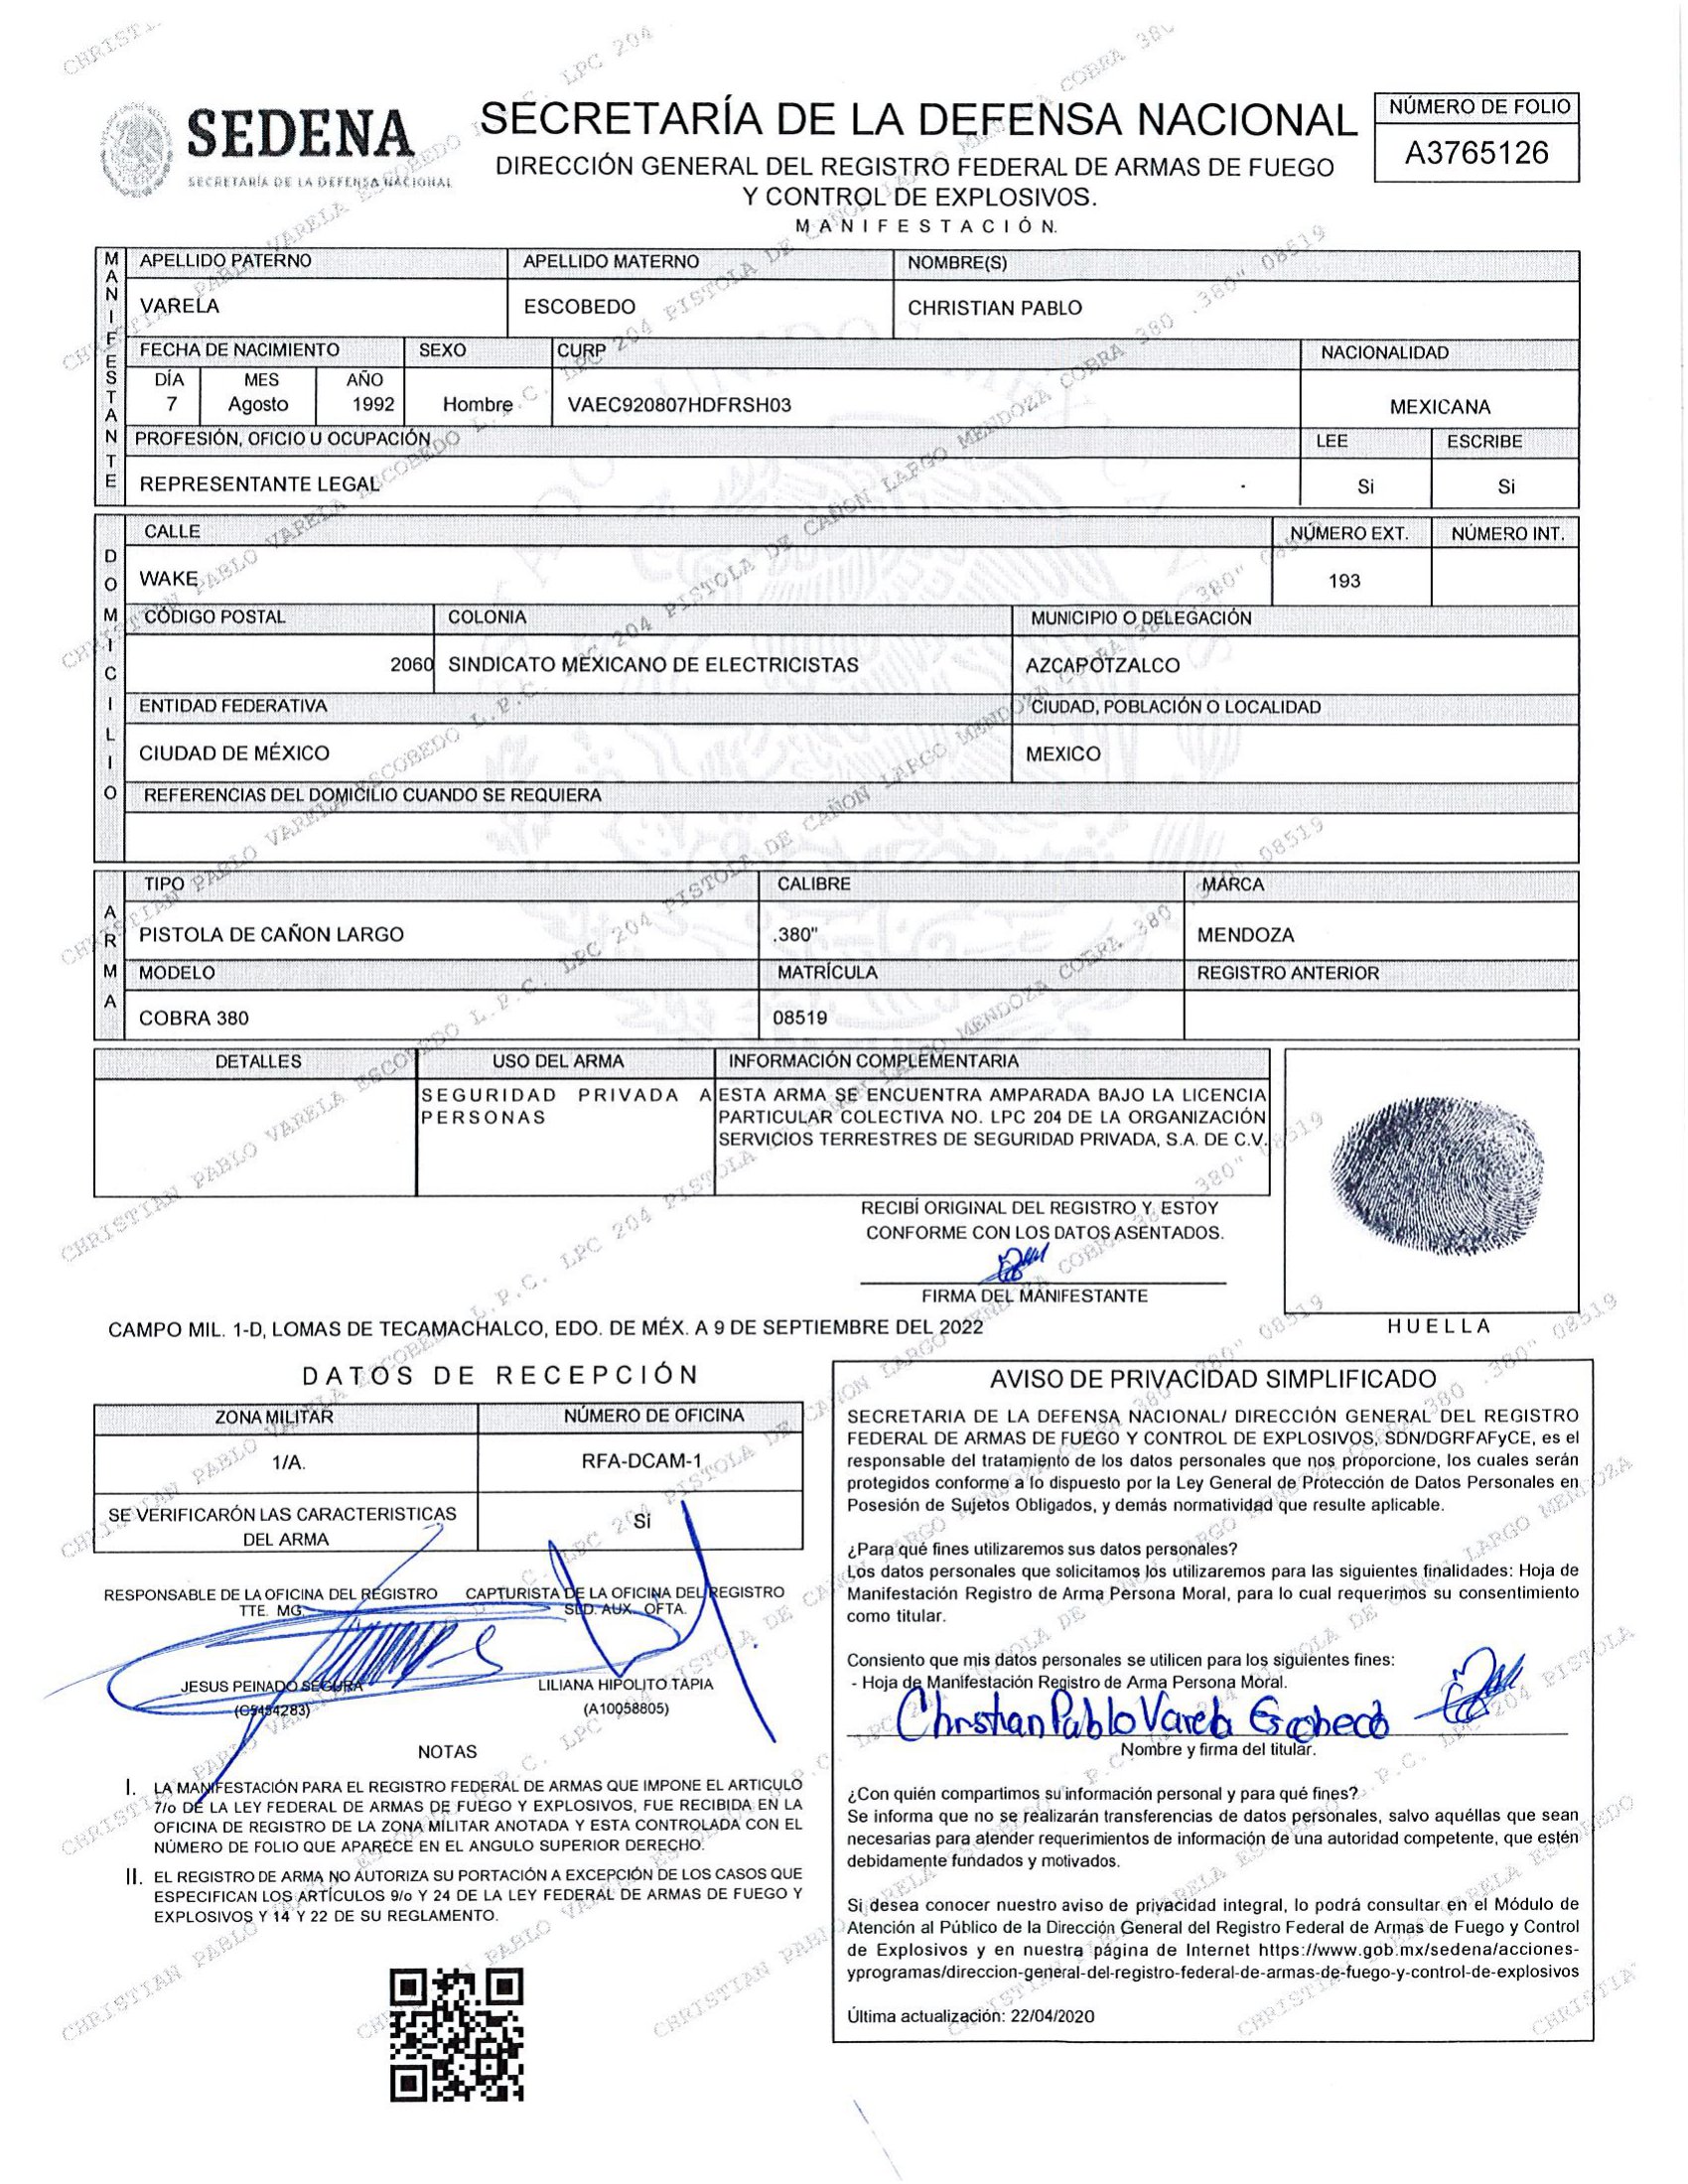 SEDENA
SECRETARÍA DE LA DEFENSA NACIONAL
SECRETARÍA DE LA DEFENSA NACIONAL
DIRECCIÓN GENERAL DEL REGISTRO FEDERAL DE ARMAS DE FUEGO
Y CONTROL DE EXPLOSIVOS.
MANIFESTACIÓN.
NÚMERO DE FOLIO
A3765126
MANIFESTANTE
APELLIDO PATERNO APELLIDO MATERNO NOMBRE(S)
VARELA ESCOBEDO CHRISTIAN PABLO
FECHA DE NACIMIENTO SEXO CURP NACIONALIDAD
DÍA MES AÑO
7 Agosto 1992 Hombre VAEC920807HDFRSH03 MEXICANA
PROFESIÓN, OFICIO U OCUPACIÓN LEE ESCRIBE
REPRESENTANTE LEGAL Si Si
DOMICILIO
CALLE NÚMERO EXT. NÚMERO INT.
WAKE 193
CÓDIGO POSTAL COLONIA MUNICIPIO O DELEGACIÓN
2060 SINDICATO MEXICANO DE ELECTRICISTAS AZCAPOTZALCO
ENTIDAD FEDERATIVA CIUDAD, POBLACIÓN O LOCALIDAD
CIUDAD DE MÉXICO MEXICO
REFERENCIAS DEL DOMICILIO CUANDO SE REQUIERA
ARMA
TIPO CALIBRE MARCA
PISTOLA DE CAÑON LARGO .380" MENDOZA
MODELO MATRÍCULA REGISTRO ANTERIOR
COBRA 380 08519
DETALLES USO DEL ARMA INFORMACIÓN COMPLEMENTARIA
SEGURIDAD PRIVADA A
PERSONAS
ESTA ARMA SE ENCUENTRA AMPARADA BAJO LA LICENCIA
PARTICULAR COLECTIVA NO. LPC 204 DE LA ORGANIZACIÓN
SERVICIOS TERRESTRES DE SEGURIDAD PRIVADA, S.A. DE C.V.
RECIBÍ ORIGINAL DEL REGISTRO Y ESTOY
CONFORME CON LOS DATOS ASENTADOS.
FIRMA DEL MANIFESTANTE
HUELLA
CAMPO MIL. 1-D, LOMAS DE TECAMACHALCO, EDO. DE MÉX. A 9 DE SEPTIEMBRE DEL 2022
DATOS DE RECEPCIÓN
ZONA MILITAR NÚMERO DE OFICINA
1/A. RFA-DCAM-1
SE VERIFICARÓN LAS CARACTERISTICAS
DEL ARMA
Si
RESPONSABLE DE LA OFICINA DEL REGISTRO CAPTURISTA DE LA OFICINA DEL REGISTRO
TTE. MG. SLD. AUX. OFTA.
JESUS PEINADO SEGURA LILIANA HIPOLITO TAPIA
(A10058805)
NOTAS
I. LA MANIFESTACIÓN PARA EL REGISTRO FEDERAL DE ARMAS QUE IMPONE EL ARTICULO
7/o DE LA LEY FEDERAL DE ARMAS DE FUEGO Y EXPLOSIVOS, FUE RECIBIDA EN LA
OFICINA DE REGISTRO DE LA ZONA MILITAR ANOTADA Y ESTA CONTROLADA CON EL
NÚMERO DE FOLIO QUE APARECE EN EL ANGULO SUPERIOR DERECHO.
II. EL REGISTRO DE ARMA NO AUTORIZA SU PORTACIÓN A EXCEPCIÓN DE LOS CASOS QUE
ESPECIFICAN LOS ARTÍCULOS 9/o Y 24 DE LA LEY FEDERAL DE ARMAS DE FUEGO Y
EXPLOSIVOS Y 14 Y 22 DE SU REGLAMENTO.
AVISO DE PRIVACIDAD SIMPLIFICADO
SECRETARIA DE LA DEFENSA NACIONAL/ DIRECCIÓN GENERAL DEL REGISTRO
FEDERAL DE ARMAS DE FUEGO Y CONTROL DE EXPLOSIVOS, SDN/DGRFAFyCE, es el
responsable del tratamiento de los datos personales que nos proporcione, los cuales serán
protegidos conforme a lo dispuesto por la Ley General de Protección de Datos Personales en
Posesión de Sujetos Obligados, y demás normatividad que resulte aplicable.
¿Para qué fines utilizaremos sus datos personales?
Los datos personales que solicitamos los utilizaremos para las siguientes finalidades: Hoja de
Manifestación Registro de Arma Persona Moral, para lo cual requerimos su consentimiento
como titular.
Consiento que mis datos personales se utilicen para los siguientes fines:
- Hoja de Manifestación Registro de Arma Persona Moral.
Christian Pablo Varela Escobedo
Nombre y firma del titular.
¿Con quién compartimos su información personal y para qué fines?
Se informa que no se realizarán transferencias de datos personales, salvo aquéllas que sean
necesarias para atender requerimientos de información de una autoridad competente, que estén
debidamente fundados y motivados.
Si desea conocer nuestro aviso de privacidad integral, lo podrá consultar en el Módulo de
Atención al Público de la Dirección General del Registro Federal de Armas de Fuego y Control
de Explosivos y en nuestra página de Internet https://www.gob.mx/sedena/acciones-
yprogramas/direccion-general-del-registro-federal-de-armas-de-fuego-y-control-de-explosivos
Última actualización: 22/04/2020